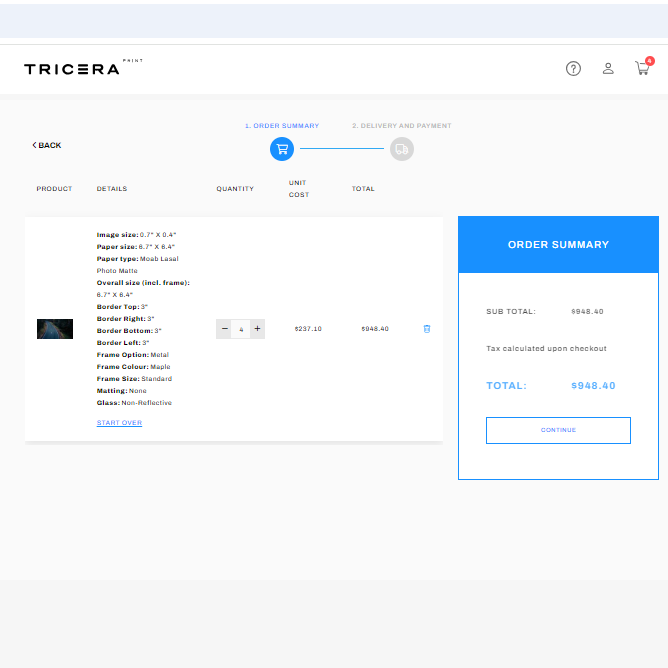 TRICERA PRINT
4
1. ORDER SUMMARY
2. DELIVERY AND PAYMENT
BACK
PRODUCT
DETAILS
QUANTITY
UNIT
COST
TOTAL
Image size: 0.7" X 0.4"
Paper size: 6.7" X 6.4"
Paper type: Moab Lasal
Photo Matte
Overall size (incl. frame):
6.7" X 6.4"
Border Top: 3"
Border Right: 3"
Border Bottom: 3"
Border Left: 3"
Frame Option: Metal
Frame Colour: Maple
Frame Size: Standard
Matting: None
Glass: Non-Reflective
START OVER
− 4 +
$237.10
$948.40
ORDER SUMMARY
SUB TOTAL: $948.40
Tax calculated upon checkout
TOTAL: $948.40
CONTINUE